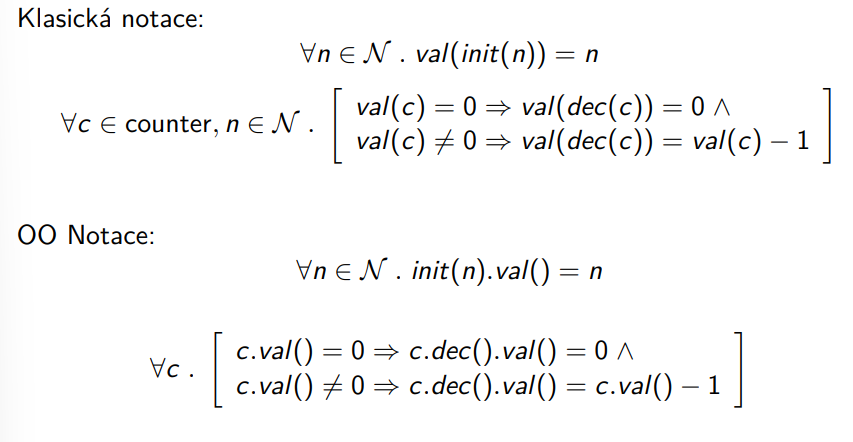 Klasická notace:
∀n ∈ 𝒩 . val(init(n)) = n
∀c ∈ counter, n ∈ 𝒩 . [ val(c) = 0 ⇒ val(dec(c)) = 0 ∧
val(c) ≠ 0 ⇒ val(dec(c)) = val(c) − 1 ]
OO Notace:
∀n ∈ 𝒩 . init(n).val() = n
∀c . [ c.val() = 0 ⇒ c.dec().val() = 0 ∧
c.val() ≠ 0 ⇒ c.dec().val() = c.val() − 1 ]